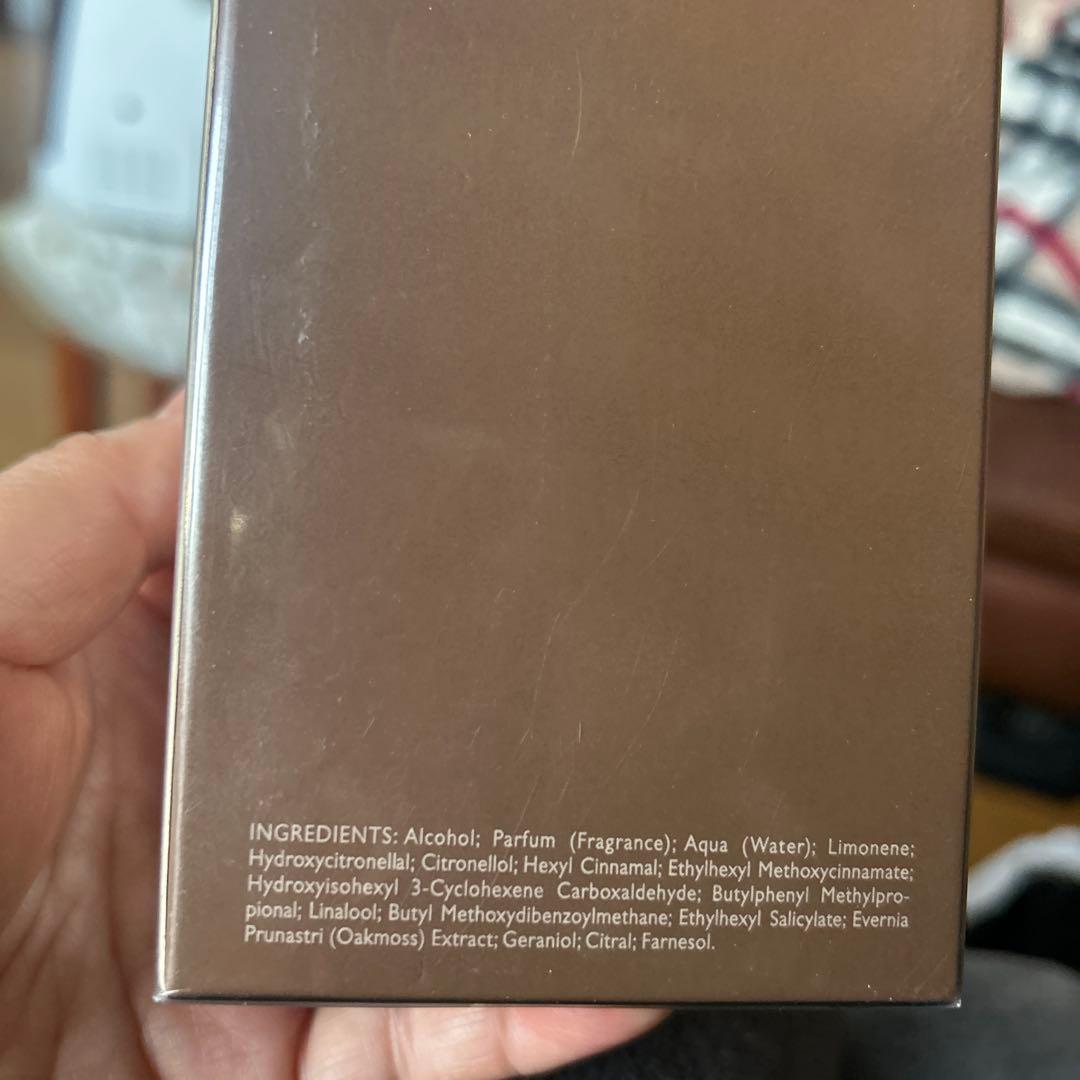 INGREDIENTS: Alcohol; Parfum (Fragrance); Aqua (Water); Limonene;
Hydroxycitronellal; Citronellol; Hexyl Cinnamal; Ethylhexyl Methoxycinnamate;
Hydroxyisohexyl 3-Cyclohexene Carboxaldehyde; Butylphenyl Methylpro-
pional; Linalool; Butyl Methoxydibenzoylmethane; Ethylhexyl Salicylate; Evernia
Prunastri (Oakmoss) Extract; Geraniol; Citral; Farnesol.